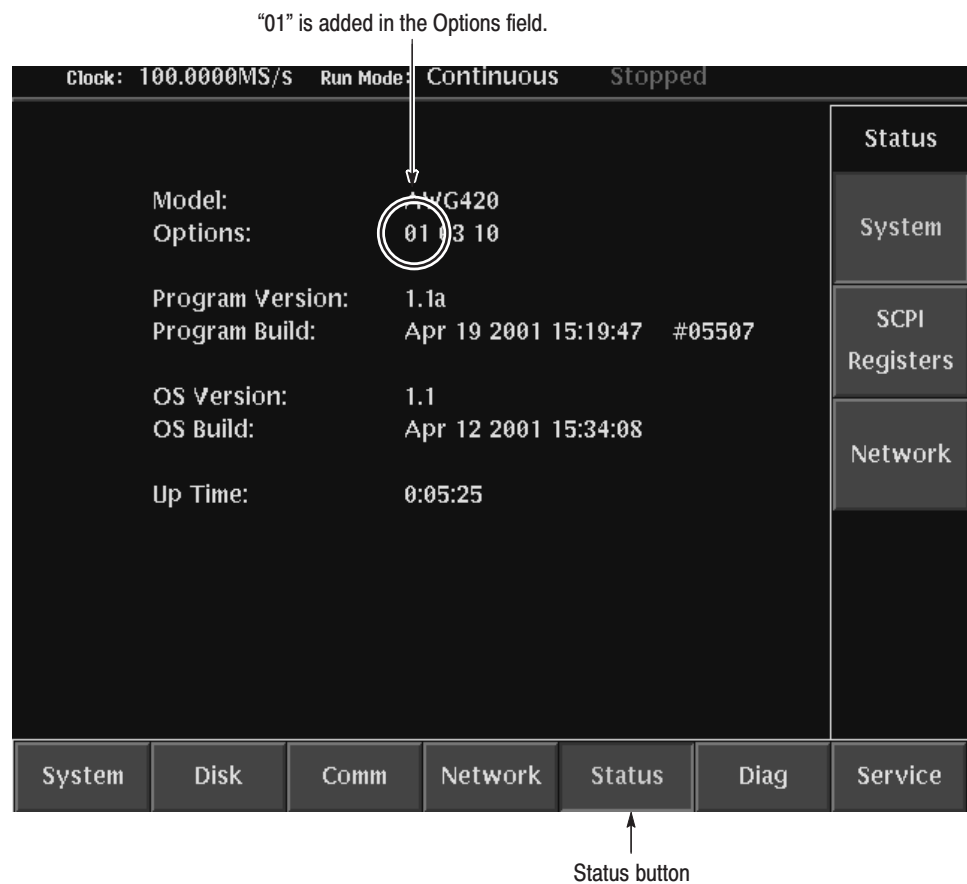 “01” is added in the Options field.
Clock: 100.0000MS/s Run Mode: Continuous Stopped
Status
Model: AWG420
Options: 01 03 10
System
Program Version: 1.1a
Program Build: Apr 19 2001 15:19:47 #05507
SCPI
Registers
OS Version: 1.1
OS Build: Apr 12 2001 15:34:08
Network
Up Time: 0:05:25
System Disk Comm Network Status Diag Service
Status button